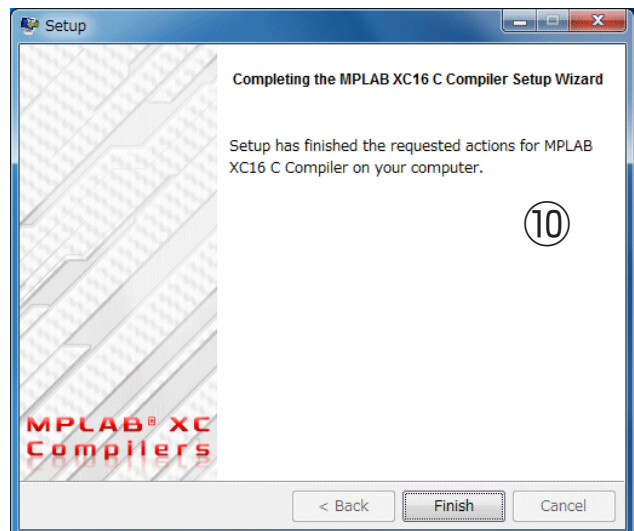 Setup
Completing the MPLAB XC16 C Compiler Setup Wizard
Setup has finished the requested actions for MPLAB
XC16 C Compiler on your computer.
⑩
MPLAB® XC
Compilers
< Back
Finish
Cancel